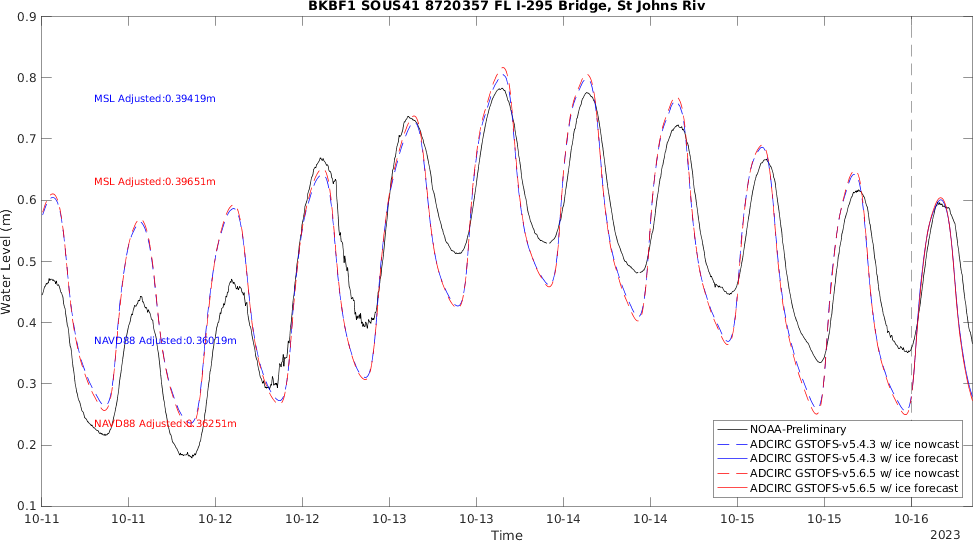 BKBF1 SOUS41 8720357 FL I-295 Bridge, St Johns Riv
0.9
0.8
0.7
0.6
0.5
0.4
0.3
0.2
0.1
Water Level (m)
MSL Adjusted:0.39419m
MSL Adjusted:0.39651m
NAVD88 Adjusted:0.36019m
NAVD88 Adjusted:0.36251m
NOAA-Preliminary
ADCIRC GSTOFS-v5.4.3 w/ ice nowcast
ADCIRC GSTOFS-v5.4.3 w/ ice forecast
ADCIRC GSTOFS-v5.6.5 w/ ice nowcast
ADCIRC GSTOFS-v5.6.5 w/ ice forecast
10-11 10-11 10-12 10-12 10-13 10-13 10-14 10-14 10-15 10-15 10-16
Time
2023